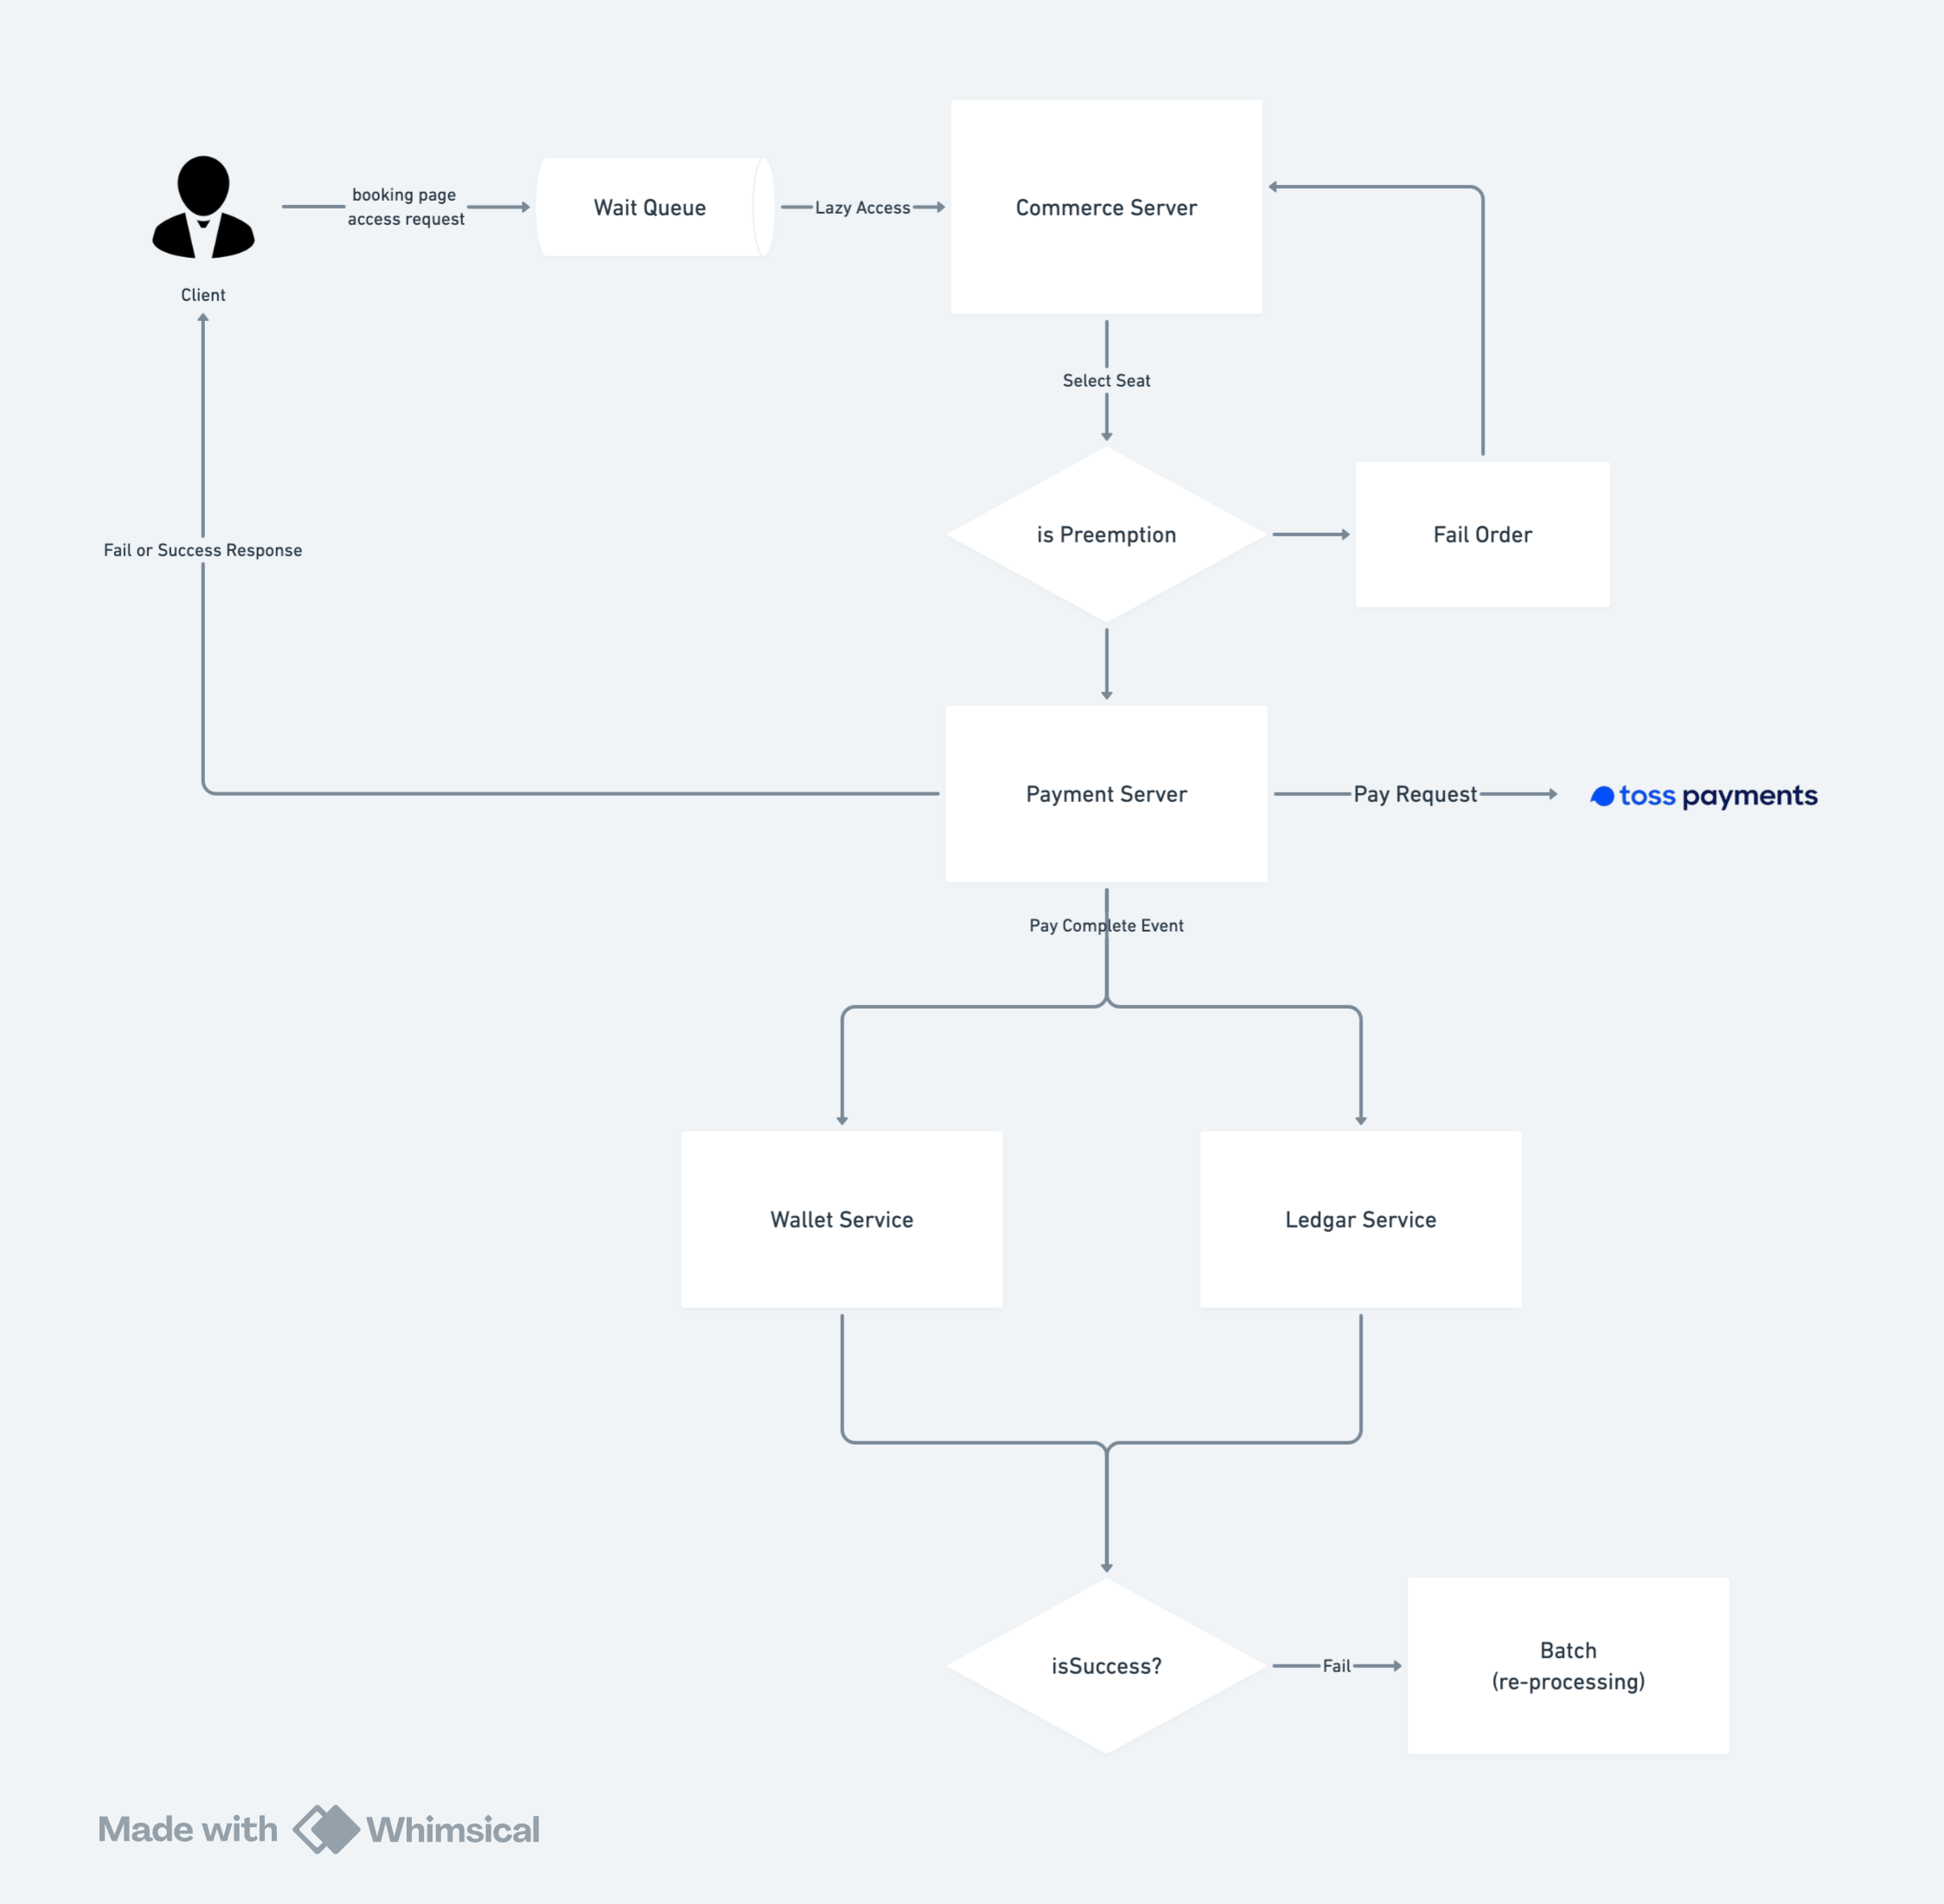 booking page
access request
Wait Queue
Lazy Access
Commerce Server
Client
Select Seat
is Preemption
Fail Order
Fail or Success Response
Payment Server
Pay Request
toss payments
Pay Complete Event
Wallet Service
Ledgar Service
isSuccess?
Fail
Batch
(re-processing)
Made with Whimsical